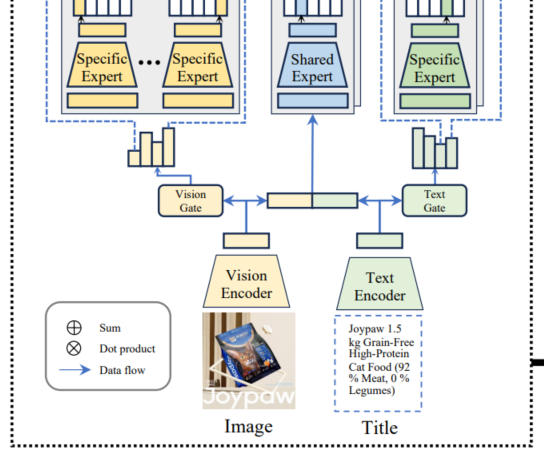 Specific
Expert
Specific
Expert
Shared
Expert
Specific
Expert
Vision
Gate
Text
Gate
Vision
Encoder
Text
Encoder
Sum
Dot product
Data flow
Joypaw
Joypaw 1.5
kg Grain-Free
High-Protein
Cat Food (92
% Meat, 0 %
Legumes)
Image
Title